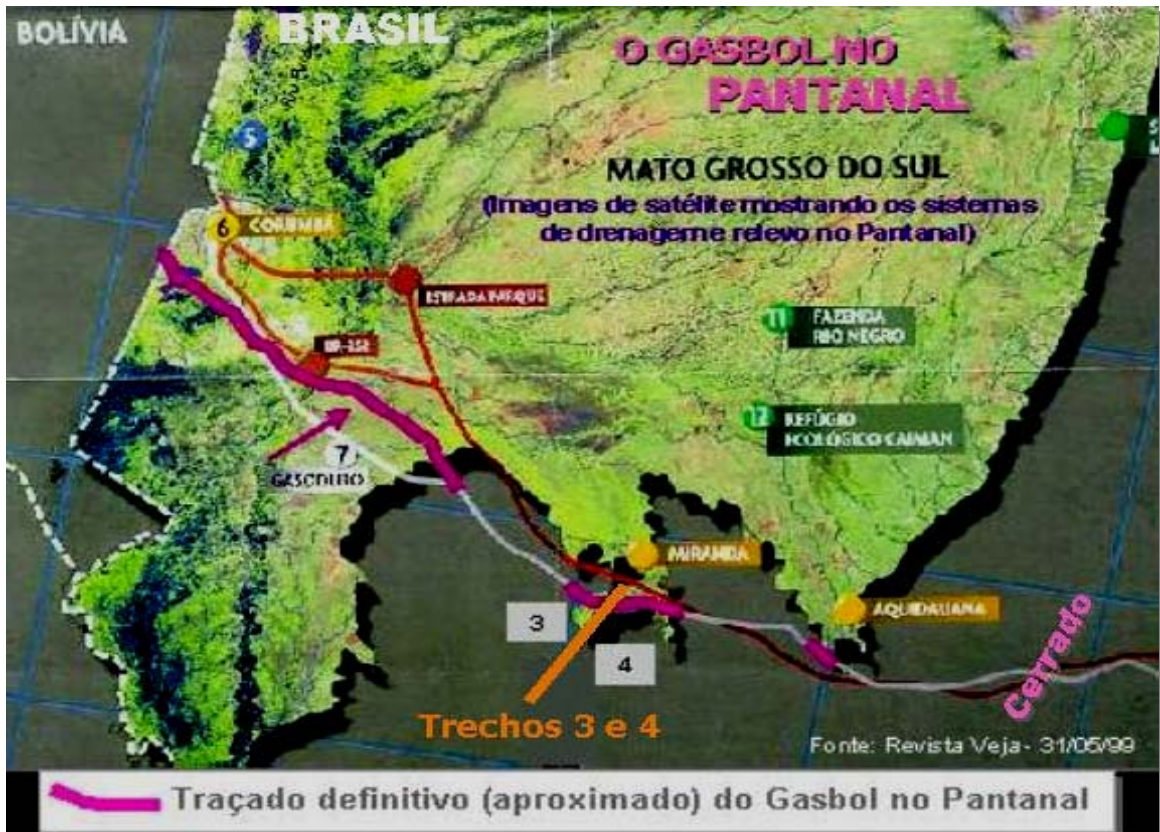 BOLÍVIA
BRASIL
O GASBOL NO
PANTANAL
MATO GROSSO DO SUL
(Imagens de satélite mostrando os sistemas
de drenagem e relevo no Pantanal)
5
6
CORUMBÁ
ESTRADA PARQUE
11
FAZENDA
RIO NEGRO
12
REFÚGIO
ECOLÓGICO CAIMAN
7
GASODUTO
MIRANDA
3
4
AQUIDAUANA
Cerrado
Trechos 3 e 4
Fonte: Revista Veja- 31/05/99
Traçado definitivo (aproximado) do Gasbol no Pantanal